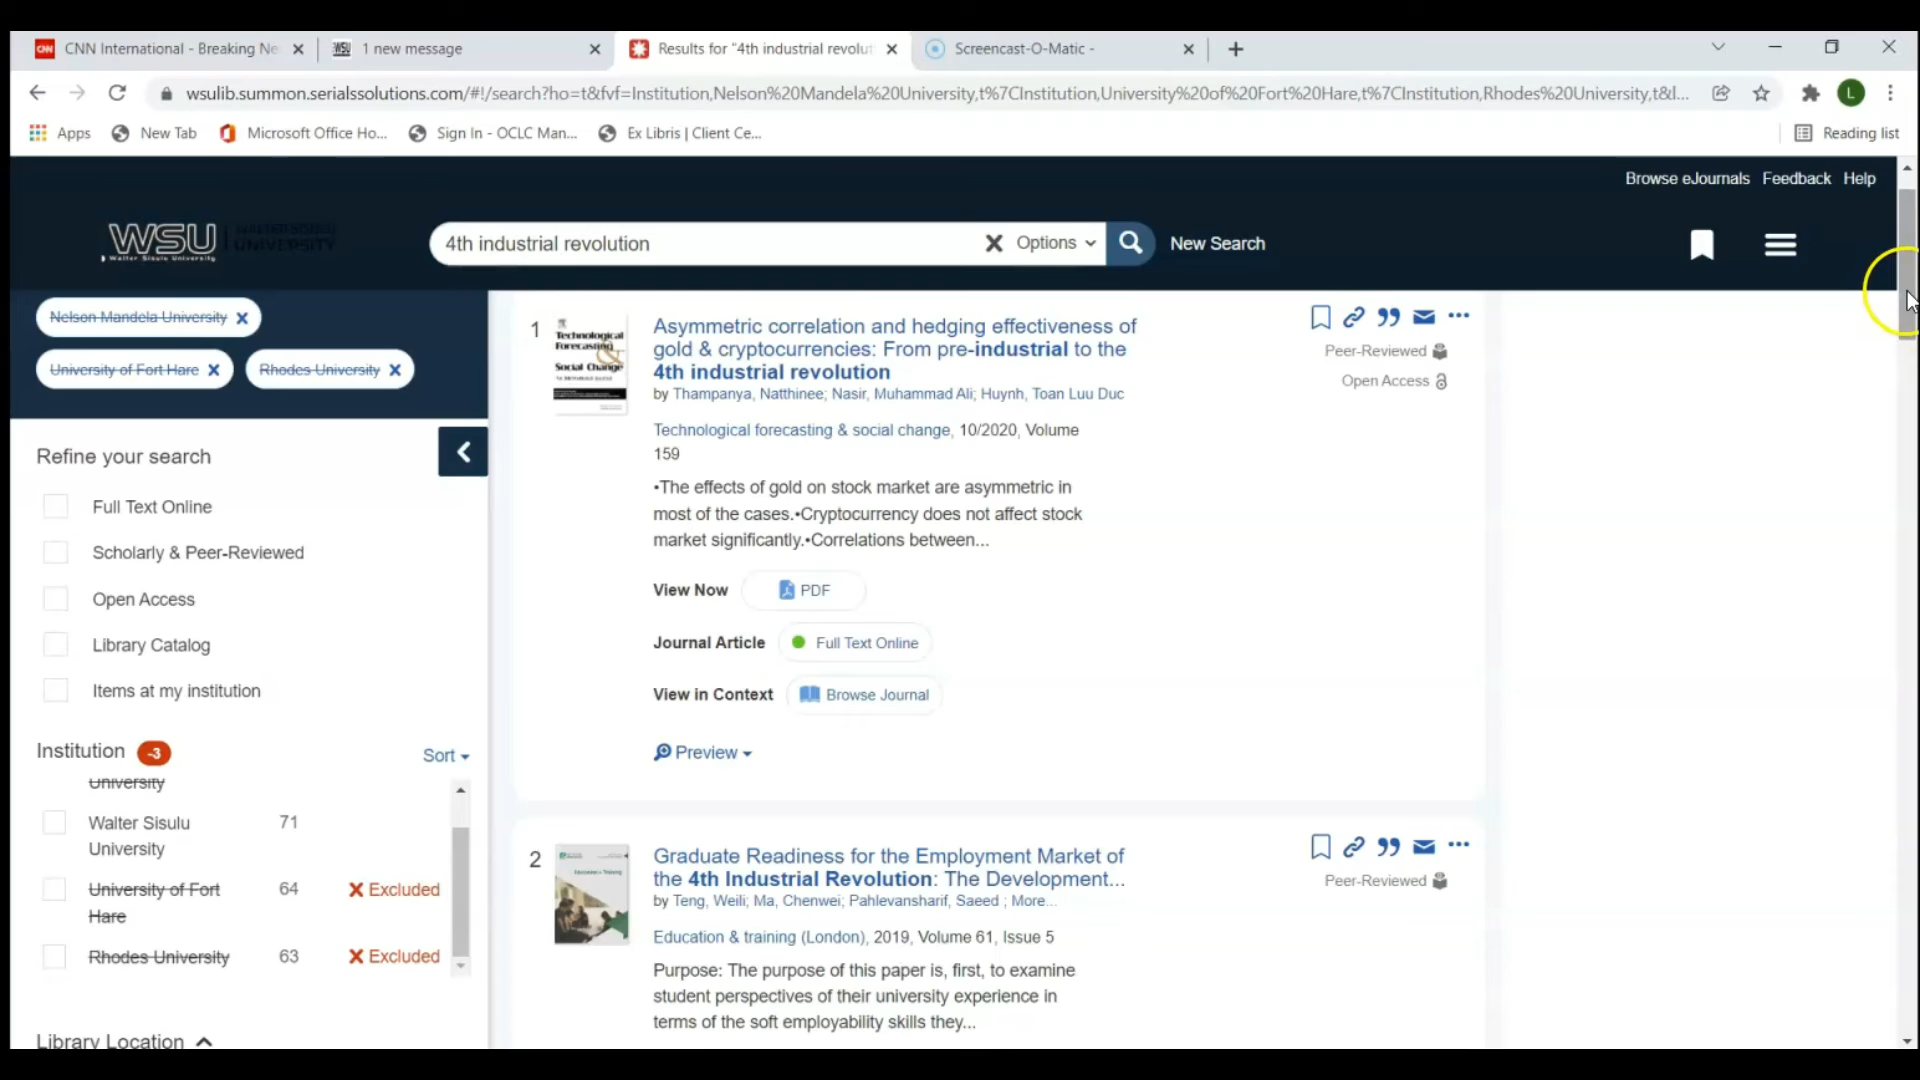 CNN International - Breaking Ne
1 new message
Results for "4th industrial revolut
Screencast-O-Matic -
wsulib.summon.serialssolutions.com/#!/search?ho=t&fvf=Institution,Nelson%20Mandela%20University,t%7CInstitution,University%20of%20Fort%20Hare,t%7CInstitution,Rhodes%20University,t&l...
L
Apps
New Tab
Microsoft Office Ho...
Sign In - OCLC Man...
Ex Libris | Client Ce...
Reading list
Browse eJournals Feedback Help
WSU
Walter Sisulu University
WALTER SISULU
UNIVERSITY
4th industrial revolution
Options
New Search
Nelson Mandela University
University of Fort Hare
Rhodes University
Refine your search
Full Text Online
Scholarly & Peer-Reviewed
Open Access
Library Catalog
Items at my institution
Institution -3
Sort
University
Walter Sisulu
University
71
University of Fort
Hare
64
Excluded
Rhodes University
63
Excluded
Library Location
1
Technological
Forecasting &
Social Change
Asymmetric correlation and hedging effectiveness of
gold & cryptocurrencies: From pre-industrial to the
4th industrial revolution
by Thampanya, Natthinee; Nasir, Muhammad Ali; Huynh, Toan Luu Duc
Peer-Reviewed
Open Access
Technological forecasting & social change, 10/2020, Volume
159
•The effects of gold on stock market are asymmetric in
most of the cases.•Cryptocurrency does not affect stock
market significantly.•Correlations between...
View Now PDF
Journal Article Full Text Online
View in Context Browse Journal
Preview
2
Graduate Readiness for the Employment Market of
the 4th Industrial Revolution: The Development...
by Teng, Weili; Ma, Chenwei; Pahlevansharif, Saeed ; More...
Peer-Reviewed
Education & training (London), 2019, Volume 61, Issue 5
Purpose: The purpose of this paper is, first, to examine
student perspectives of their university experience in
terms of the soft employability skills they...